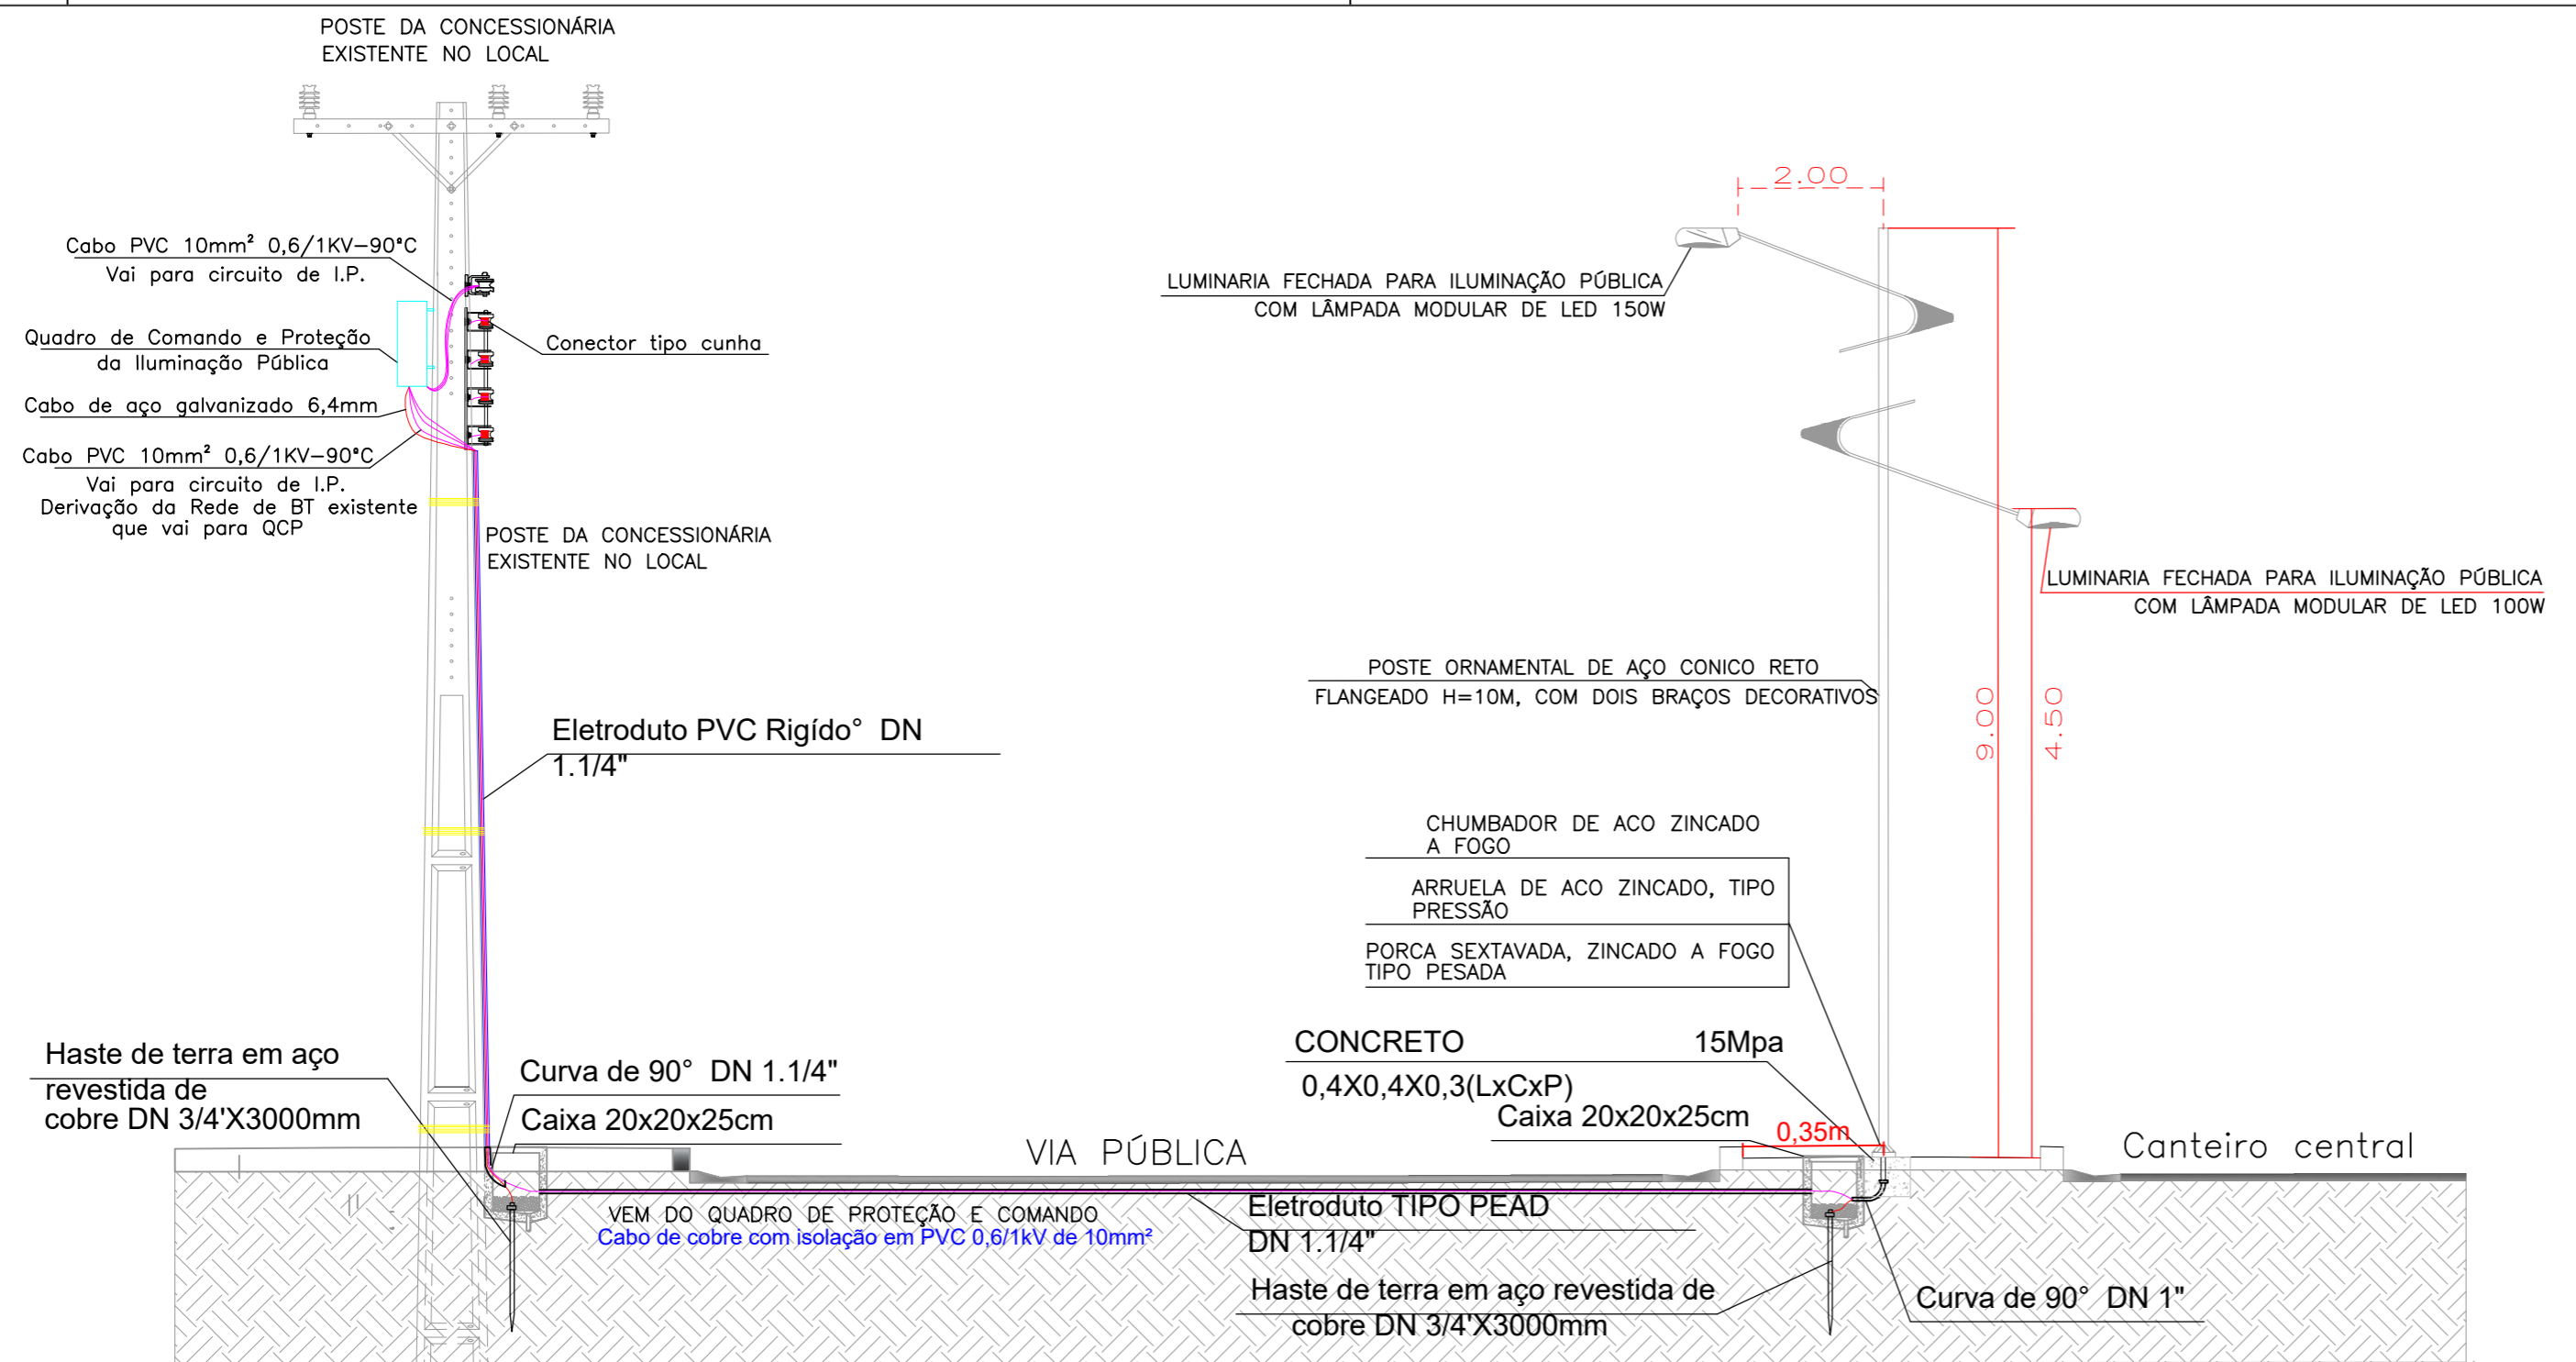 POSTE DA CONCESSIONÁRIA
EXISTENTE NO LOCAL
Cabo PVC 10mm² 0,6/1KV-90°C
Vai para circuito de I.P.
Quadro de Comando e Proteção
da Iluminação Pública
Conector tipo cunha
Cabo de aço galvanizado 6,4mm
Cabo PVC 10mm² 0,6/1KV-90°C
Vai para circuito de I.P.
Derivação da Rede de BT existente
que vai para QCP
POSTE DA CONCESSIONÁRIA
EXISTENTE NO LOCAL
Eletroduto PVC Rigído° DN
1.1/4"
Haste de terra em aço
revestida de
cobre DN 3/4'X3000mm
Curva de 90° DN 1.1/4"
Caixa 20x20x25cm
VIA PÚBLICA
VEM DO QUADRO DE PROTEÇÃO E COMANDO
Cabo de cobre com isolação em PVC 0,6/1kV de 10mm²
2.00
LUMINARIA FECHADA PARA ILUMINAÇÃO PÚBLICA
COM LÂMPADA MODULAR DE LED 150W
LUMINARIA FECHADA PARA ILUMINAÇÃO PÚBLICA
COM LÂMPADA MODULAR DE LED 100W
POSTE ORNAMENTAL DE AÇO CONICO RETO
FLANGEADO H=10M, COM DOIS BRAÇOS DECORATIVOS
9.00
4.50
CHUMBADOR DE ACO ZINCADO
A FOGO
ARRUELA DE ACO ZINCADO, TIPO
PRESSÃO
PORCA SEXTAVADA, ZINCADO A FOGO
TIPO PESADA
CONCRETO 15Mpa
0,4X0,4X0,3(LxCxP)
Caixa 20x20x25cm
0,35m
Canteiro central
Eletroduto TIPO PEAD
DN 1.1/4"
Haste de terra em aço revestida de
cobre DN 3/4'X3000mm
Curva de 90° DN 1"